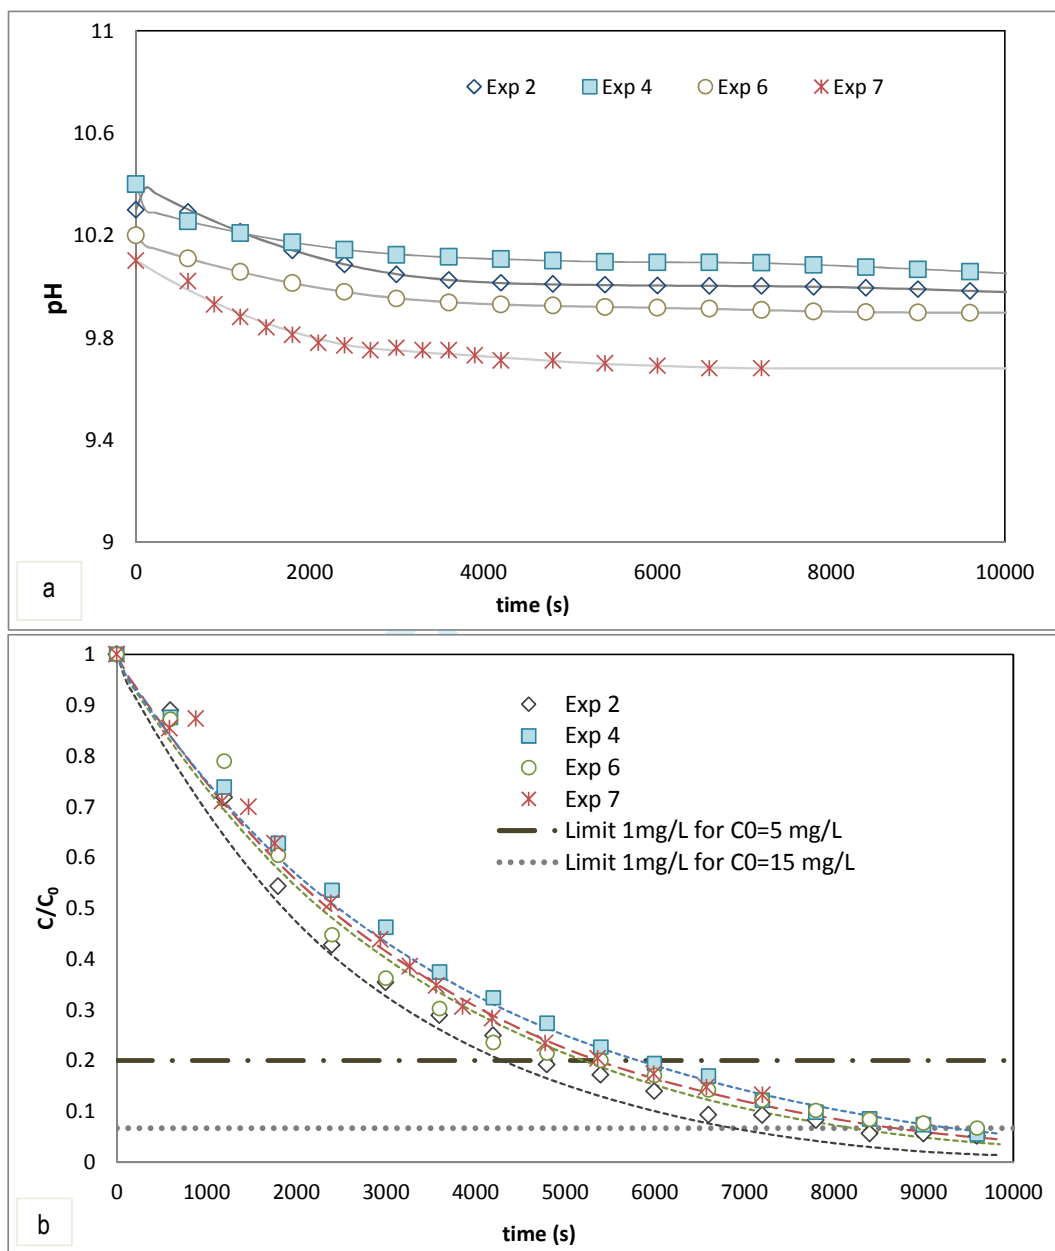 11
Exp 2 Exp 4 Exp 6 Exp 7
10.6
10.2
pH
9.8
9.4
9
0 2000 4000 6000 8000 10000
time (s)
a
1
0.9
0.8
0.7
0.6
0.5
0.4
0.3
0.2
0.1
0
C/C0
Exp 2
Exp 4
Exp 6
Exp 7
Limit 1mg/L for C0=5 mg/L
Limit 1mg/L for C0=15 mg/L
0 1000 2000 3000 4000 5000 6000 7000 8000 9000 10000
time (s)
b